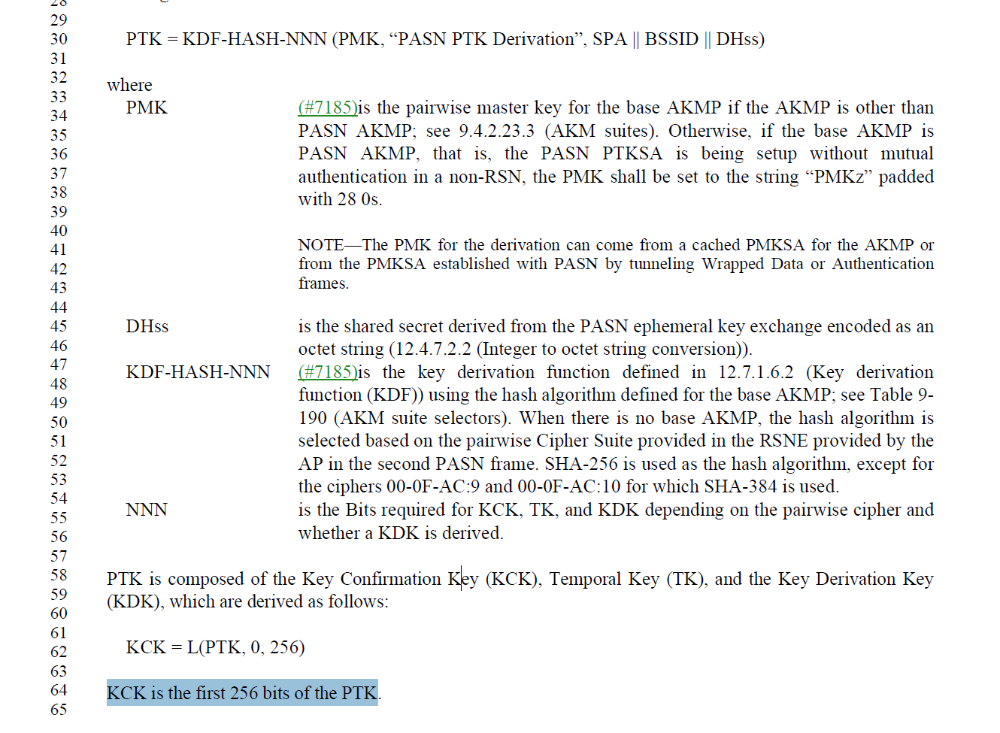 28
29
30 PTK = KDF-HASH-NNN (PMK, “PASN PTK Derivation”, SPA || BSSID || DHss)
31
32 where
33 PMK (#7185)is the pairwise master key for the base AKMP if the AKMP is other than
34 PASN AKMP; see 9.4.2.23.3 (AKM suites). Otherwise, if the base AKMP is
35
36 PASN AKMP, that is, the PASN PTKSA is being setup without mutual
37 authentication in a non-RSN, the PMK shall be set to the string “PMKz” padded
38 with 28 0s.
39
40
41 NOTE—The PMK for the derivation can come from a cached PMKSA for the AKMP or
42 from the PMKSA established with PASN by tunneling Wrapped Data or Authentication
43 frames.
44
45 DHss is the shared secret derived from the PASN ephemeral key exchange encoded as an
46 octet string (12.4.7.2.2 (Integer to octet string conversion)).
47 KDF-HASH-NNN (#7185)is the key derivation function defined in 12.7.1.6.2 (Key derivation
48
49 function (KDF)) using the hash algorithm defined for the base AKMP; see Table 9-
50 190 (AKM suite selectors). When there is no base AKMP, the hash algorithm is
51 selected based on the pairwise Cipher Suite provided in the RSNE provided by the
52 AP in the second PASN frame. SHA-256 is used as the hash algorithm, except for
53 the ciphers 00-0F-AC:9 and 00-0F-AC:10 for which SHA-384 is used.
54
55 NNN is the Bits required for KCK, TK, and KDK depending on the pairwise cipher and
56 whether a KDK is derived.
57
58 PTK is composed of the Key Confirmation Key (KCK), Temporal Key (TK), and the Key Derivation Key
59 (KDK), which are derived as follows:
60
61
62 KCK = L(PTK, 0, 256)
63
64 KCK is the first 256 bits of the PTK.
65